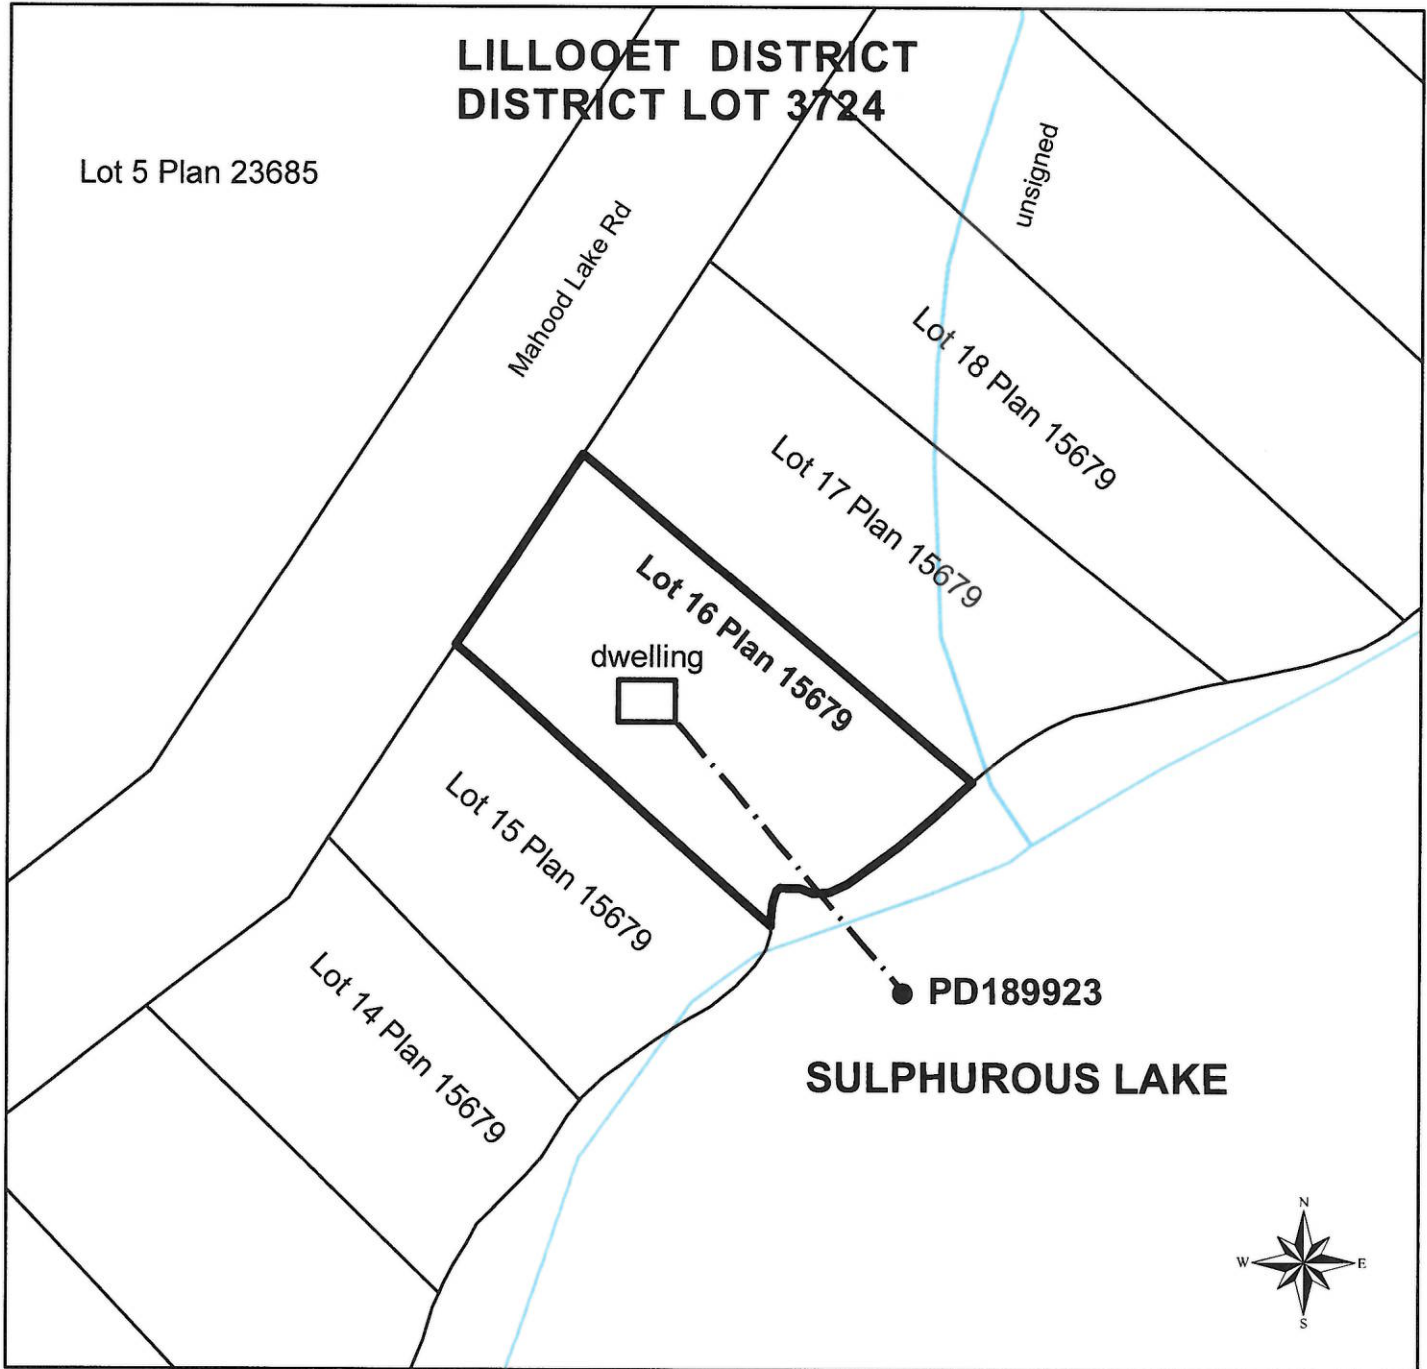 LILLOOET DISTRICT
DISTRICT LOT 3724
Lot 5 Plan 23685
unsigned
Mahood Lake Rd
Lot 18 Plan 15679
Lot 17 Plan 15679
Lot 16 Plan 15679
dwelling
Lot 15 Plan 15679
Lot 14 Plan 15679
PD189923
SULPHUROUS LAKE
N
W
E
S